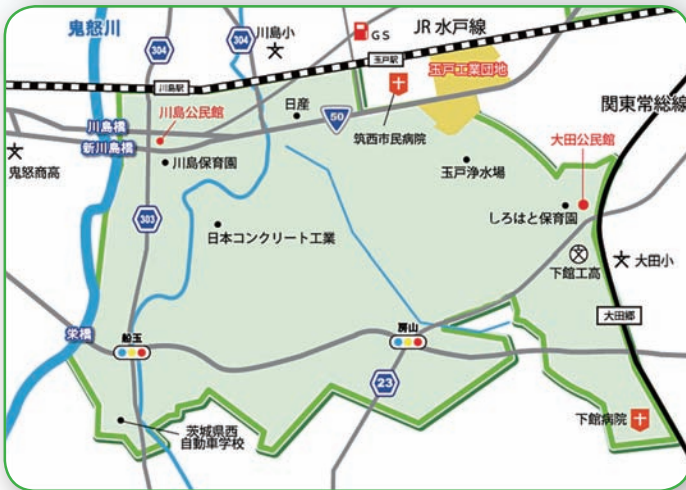 鬼怒川
304
304
川島小
GS
JR 水戸線
玉戸駅
川島駅
玉戸工業団地
川島公民館
日産
50
筑西市民病院
関東常総線
川島橋
新川島橋
大田公民館
鬼怒商高
川島保育園
玉戸浄水場
しろはと保育園
303
日本コンクリート工業
下館工高
大田小
大田郷
栄橋
船玉
房山
23
下館病院
茨城県西
自動車学校